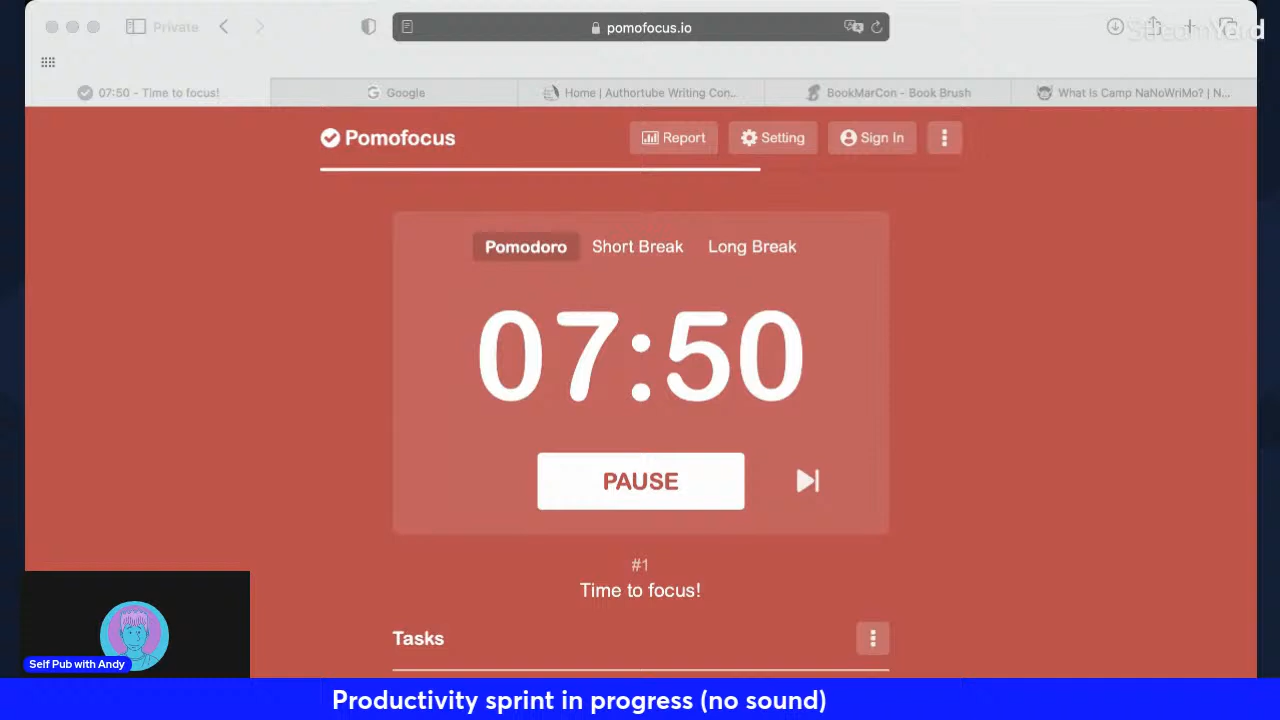 Private
pomofocus.io
StreamYard
07:50 - Time to focus!
Google
Home | Authortube Writing Con...
BookMarCon - Book Brush
What Is Camp NaNoWriMo? | N...
Pomofocus
Report
Setting
Sign In
Pomodoro
Short Break
Long Break
07:50
PAUSE
#1
Time to focus!
Tasks
Self Pub with Andy
Productivity sprint in progress (no sound)